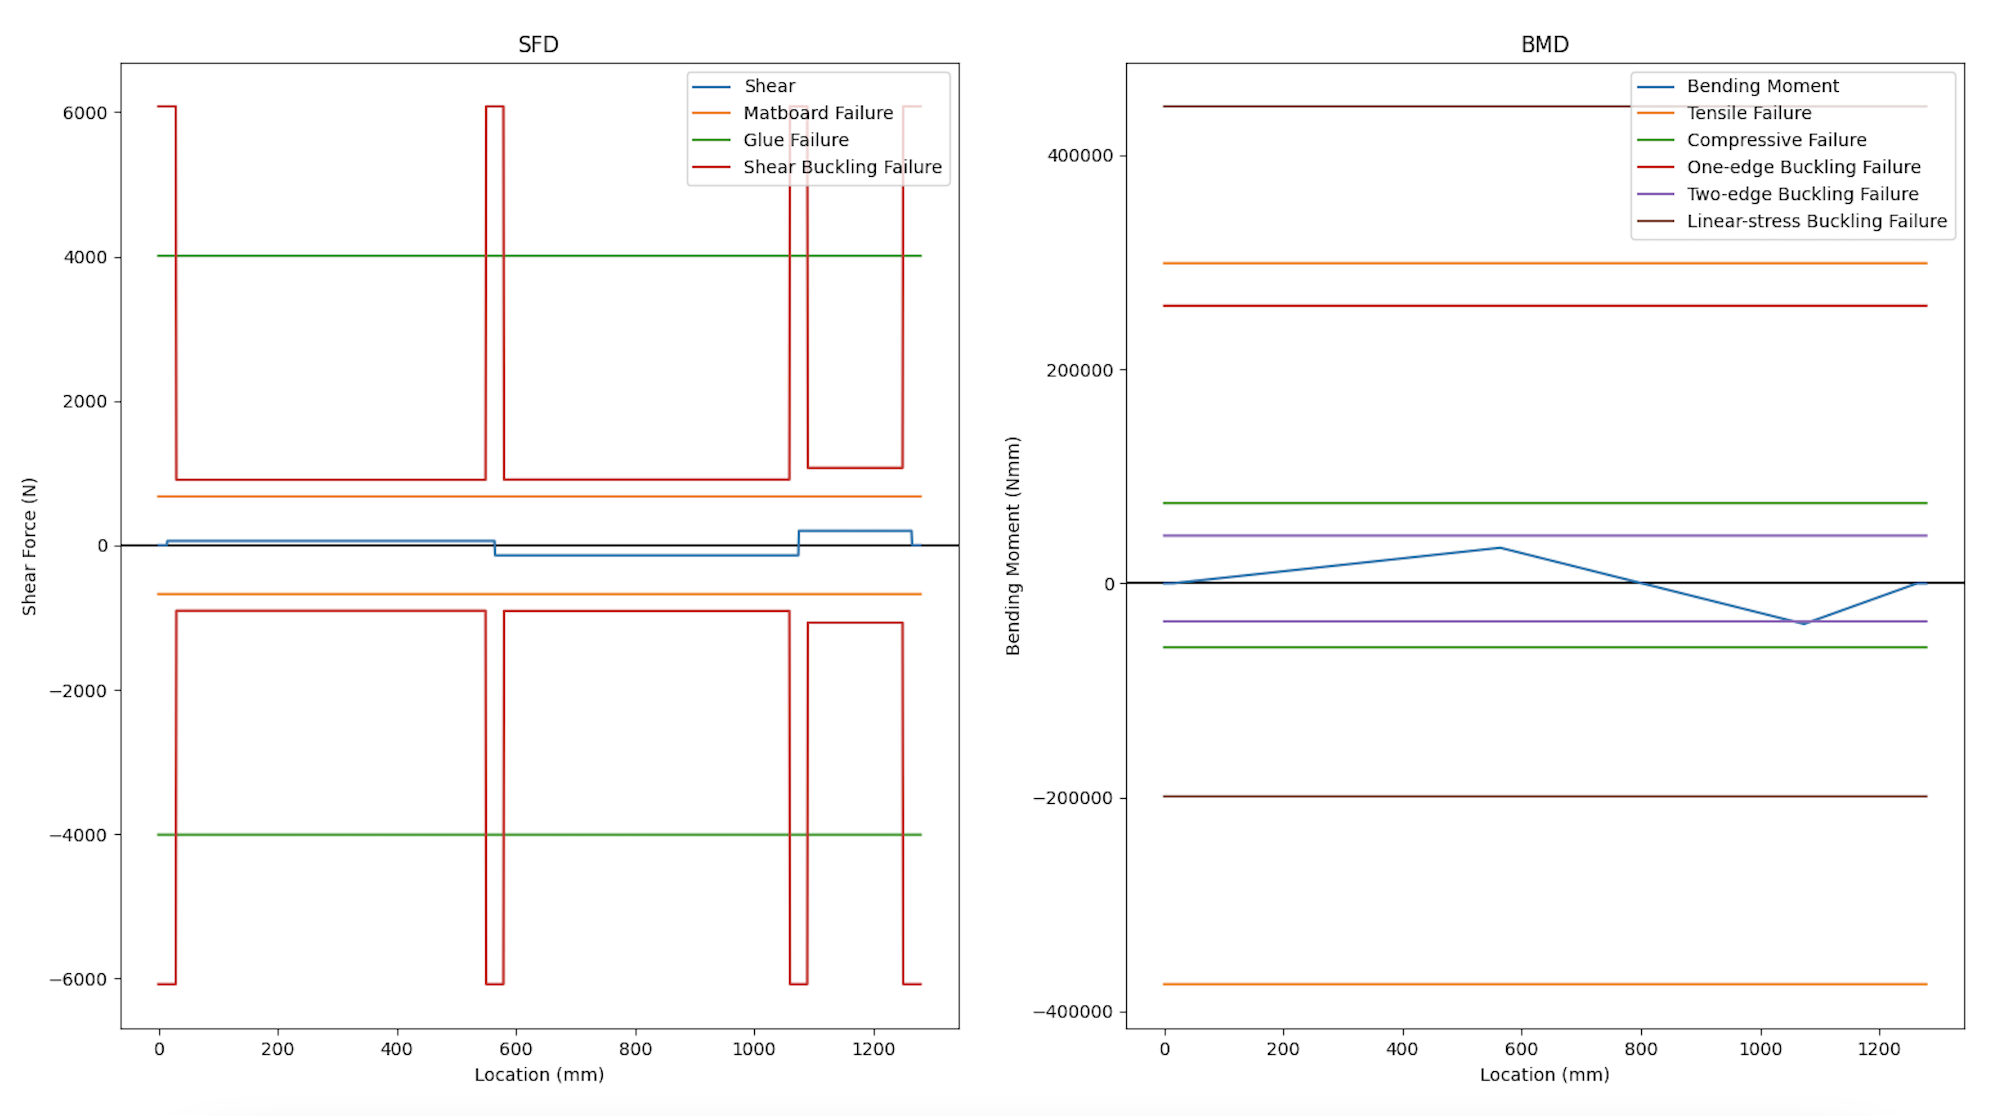 SFD
Shear
Matboard Failure
Glue Failure
Shear Buckling Failure
6000
4000
2000
0
−2000
−4000
−6000
Shear Force (N)
0 200 400 600 800 1000 1200
Location (mm)
BMD
Bending Moment
Tensile Failure
Compressive Failure
One-edge Buckling Failure
Two-edge Buckling Failure
Linear-stress Buckling Failure
400000
200000
0
−200000
−400000
Bending Moment (Nmm)
0 200 400 600 800 1000 1200
Location (mm)